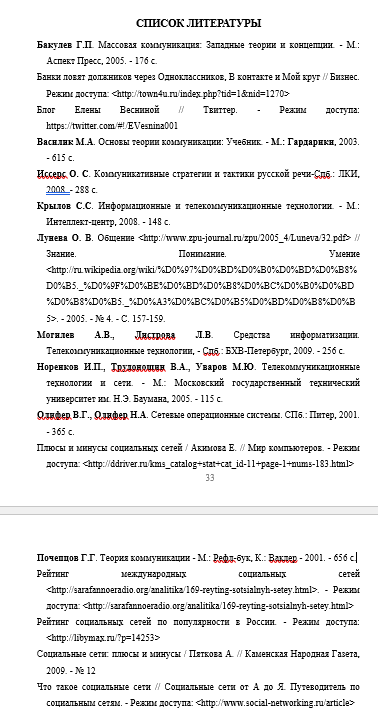 СПИСОК ЛИТЕРАТУРЫ
Бакулев Г.П. Массовая коммуникация: Западные теории и концепции. - М.:
Аспект Пресс, 2005. - 176 с.
Банки ловят должников через Одноклассников, В контакте и Мой круг // Бизнес.
Режим доступа: <http://town4u.ru/index.php?tid=1&nid=1270>
Блог Елены Весниной // Твиттер. - Режим доступа:
https://twitter.com/#!/EVesnina001
Василик М.А. Основы теории коммуникации: Учебник. - М.: Гардарики, 2003.
- 615 с.
Иссерс О. С. Коммуникативные стратегии и тактики русской речи-Спб.: ЛКИ,
2008. - 288 с.
Крылов С.С. Информационные и телекоммуникационные технологии. - М.:
Интеллект-центр, 2008. - 148 с.
Лунева О. В. Общение <http://www.zpu-journal.ru/zpu/2005_4/Luneva/32.pdf> //
Знание. Понимание. Умение
<http://ru.wikipedia.org/wiki/%D0%97%D0%BD%D0%B0%D0%BD%D0%B8%
D0%B5._%D0%9F%D0%BE%D0%BD%D0%B8%D0%BC%D0%B0%D0%BD
%D0%B8%D0%B5._%D0%A3%D0%BC%D0%B5%D0%BD%D0%B8%D0%B
5>. - 2005. - № 4. - С. 157-159.
Могилев А.В., Листрова Л.В. Средства информатизации.
Телекоммуникационные технологии, - Спб.: БХВ-Петербург, 2009. - 256 с.
Норенков И.П., Трудоношин В.А., Уваров М.Ю. Телекоммуникационные
технологии и сети. - М.: Московский государственный технический
университет им. Н.Э. Баумана, 2005. - 115 с.
Олифер В.Г., Олифер Н.А. Сетевые операционные системы. СПб.: Питер, 2001.
- 365 с.
Плюсы и минусы социальных сетей / Акимова Е. // Мир компьютеров. - Режим
доступа: <http://ddriver.ru/kms_catalog+stat+cat_id-11+page-1+nums-183.html>
33
Почепцов Г.Г. Теория коммуникации - М.: Рефл-бук, К.: Ваклер - 2001. - 656 с.
Рейтинг международных социальных сетей
<http://sarafannoeradio.org/analitika/169-reyting-sotsialnyh-setey.html>. - Режим
доступа: <http://sarafannoeradio.org/analitika/169-reyting-sotsialnyh-setey.html>
Рейтинг социальных сетей по популярности в России. - Режим доступа:
<http://libymax.ru/?p=14253>
Социальные сети: плюсы и минусы / Пяткова А. // Каменская Народная Газета,
2009. - № 12
Что такое социальные сети // Социальные сети от А до Я. Путеводитель по
социальным сетям. - Режим доступа: <http://www.social-networking.ru/article>